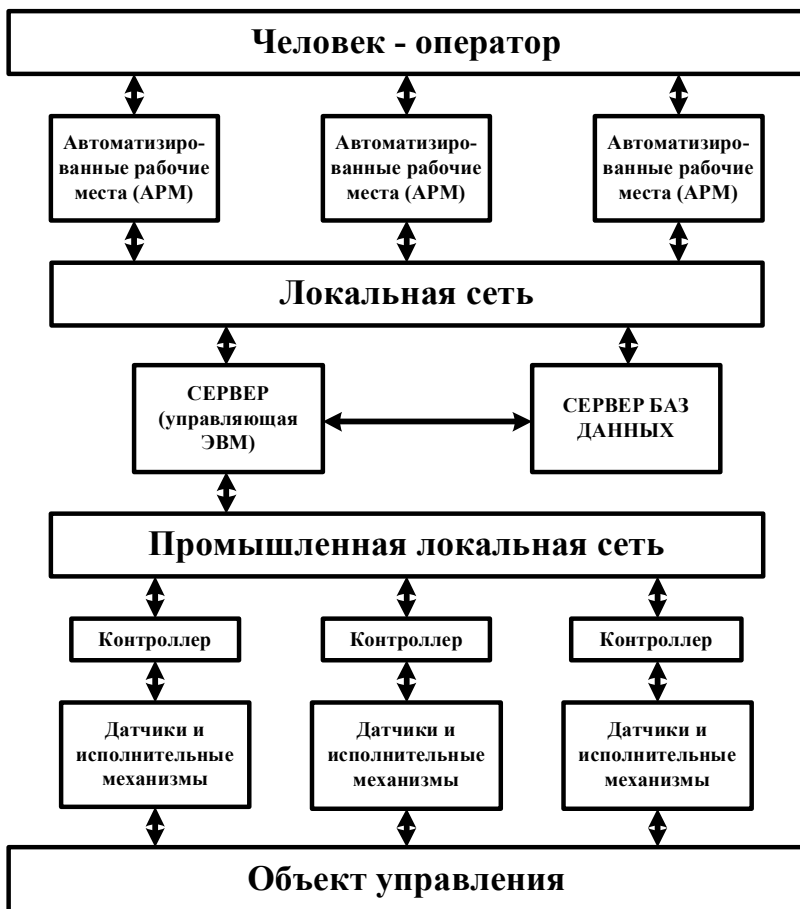 Человек - оператор
Автоматизиро-
ванные рабочие
места (АРМ)
Автоматизиро-
ванные рабочие
места (АРМ)
Автоматизиро-
ванные рабочие
места (АРМ)
Локальная сеть
СЕРВЕР
(управляющая
ЭВМ)
СЕРВЕР БАЗ
ДАННЫХ
Промышленная локальная сеть
Контроллер
Контроллер
Контроллер
Датчики и
исполнительные
механизмы
Датчики и
исполнительные
механизмы
Датчики и
исполнительные
механизмы
Объект управления